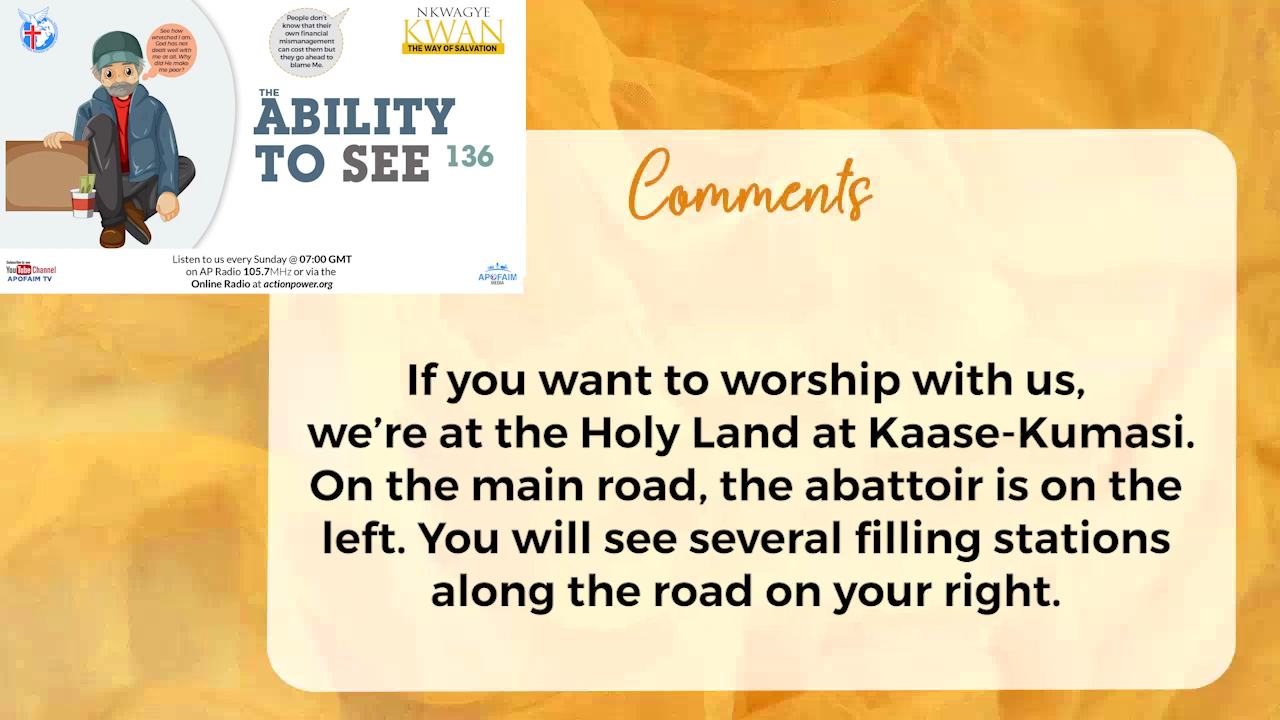 See how
wretched I am.
God has not
dealt well with
me at all. Why
did He make
me poor?
People don't
know that their
own financial
mismanagement
can cost them but
they go ahead to
blame Me.
NKWAGYE
KWAN
THE WAY OF SALVATION
THE
ABILITY
TO SEE 136
Listen to us every Sunday @ 07:00 GMT
on AP Radio 105.7MHz or via the
Online Radio at actionpower.org
YouTube Channel
APOFAIM TV
APOFAIM
MEDIA
Comments
If you want to worship with us,
we're at the Holy Land at Kaase-Kumasi.
On the main road, the abattoir is on the
left. You will see several filling stations
along the road on your right.